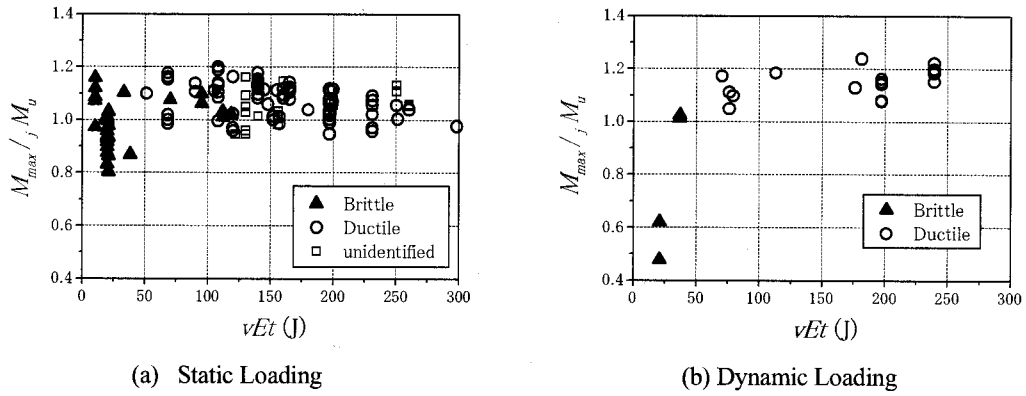 1.4
1.2
1.0
0.8
0.6
0.4
M_max / _jM_u
0 50 100 150 200 250 300
vEt (J)
Brittle
Ductile
unidentified
(a) Static Loading
1.4
1.2
1.0
0.8
0.6
0.4
M_max / _jM_u
0 50 100 150 200 250 300
vEt (J)
Brittle
Ductile
(b) Dynamic Loading